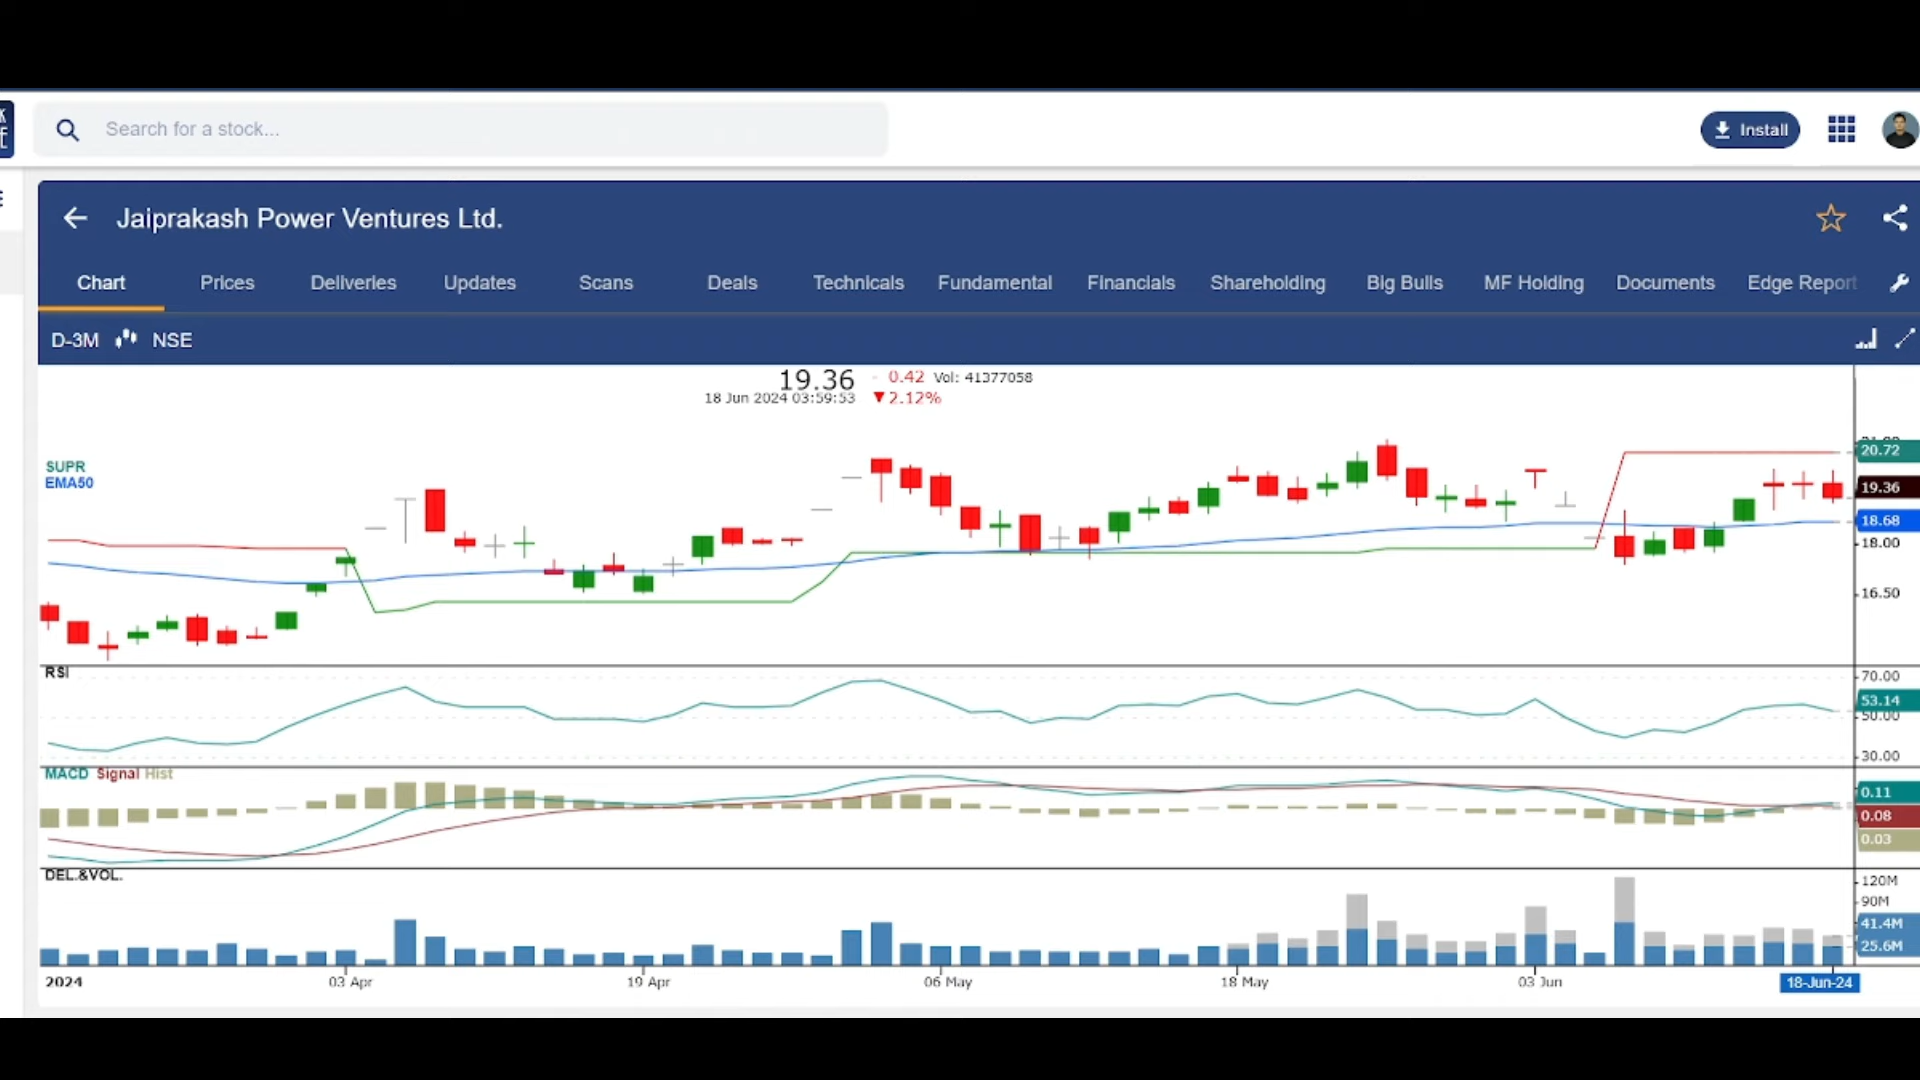 Search for a stock...
Install
Jaiprakash Power Ventures Ltd.
Chart Prices Deliveries Updates Scans Deals Technicals Fundamental Financials Shareholding Big Bulls MF Holding Documents Edge Report
D-3M NSE
19.36 - 0.42 Vol: 41377058
18 Jun 2024 03:59:53 ▼2.12%
SUPR
EMA50
20.72
19.36
18.68
18.00
16.50
RSI
70.00
53.14
50.00
30.00
MACD Signal Hist
0.11
0.08
0.03
DEL.&VOL.
120M
90M
41.4M
25.6M
2024 03 Apr 19 Apr 06 May 18 May 03 Jun 18-Jun-24